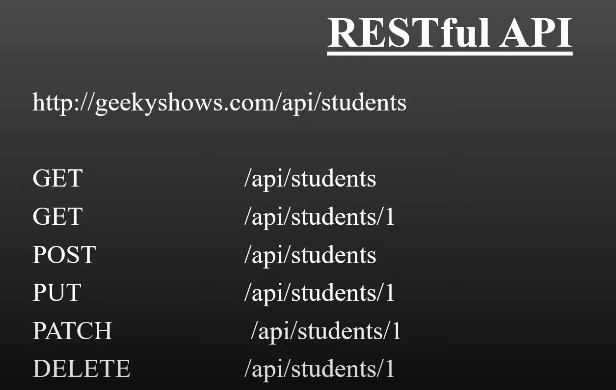 RESTful API
http://geekyshows.com/api/students
GET /api/students
GET /api/students/1
POST /api/students
PUT /api/students/1
PATCH /api/students/1
DELETE /api/students/1